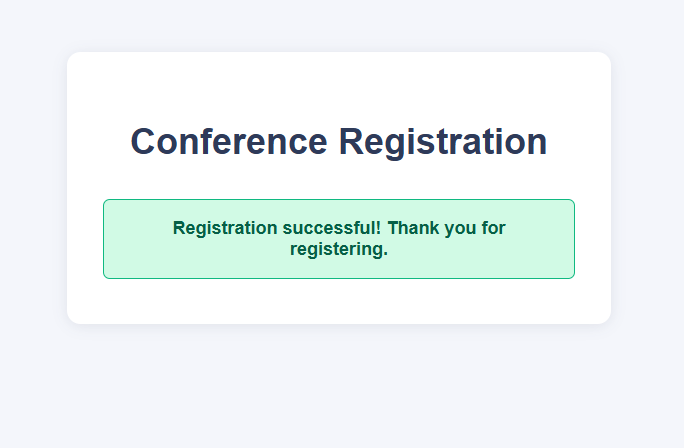 Conference Registration
Registration successful! Thank you for
registering.